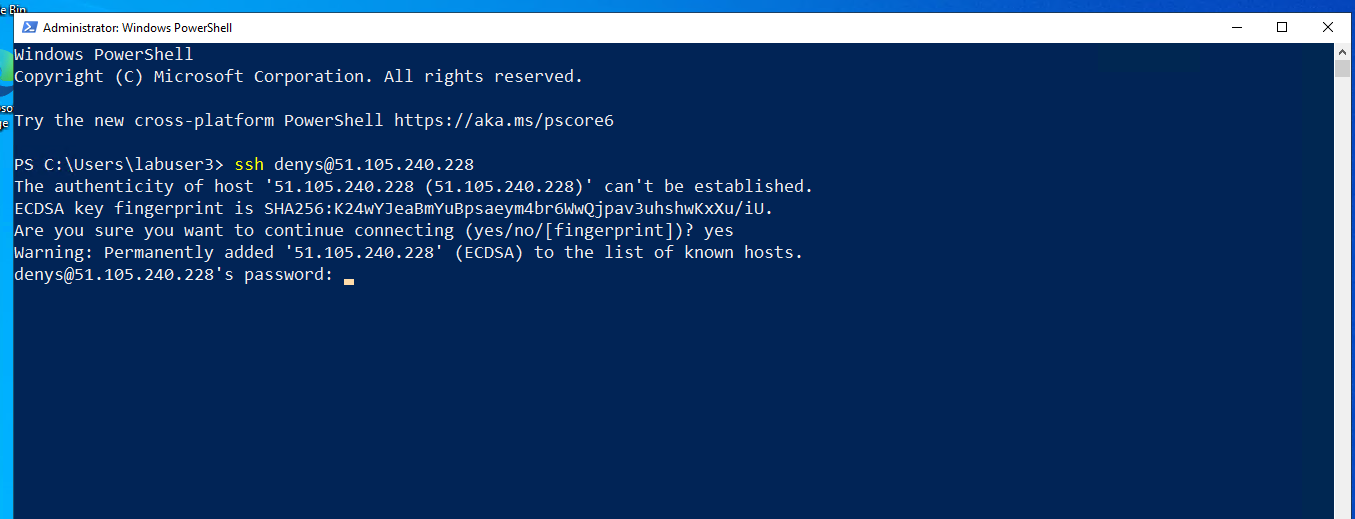 e Bin
Administrator: Windows PowerShell
Windows PowerShell
Copyright (C) Microsoft Corporation. All rights reserved.
Try the new cross-platform PowerShell https://aka.ms/pscore6
PS C:\Users\labuser3> ssh denys@51.105.240.228
The authenticity of host '51.105.240.228 (51.105.240.228)' can't be established.
ECDSA key fingerprint is SHA256:K24wYJeaBmYuBpsaeym4br6WwQjpav3uhshwKxXu/iU.
Are you sure you want to continue connecting (yes/no/[fingerprint])? yes
Warning: Permanently added '51.105.240.228' (ECDSA) to the list of known hosts.
denys@51.105.240.228's password: